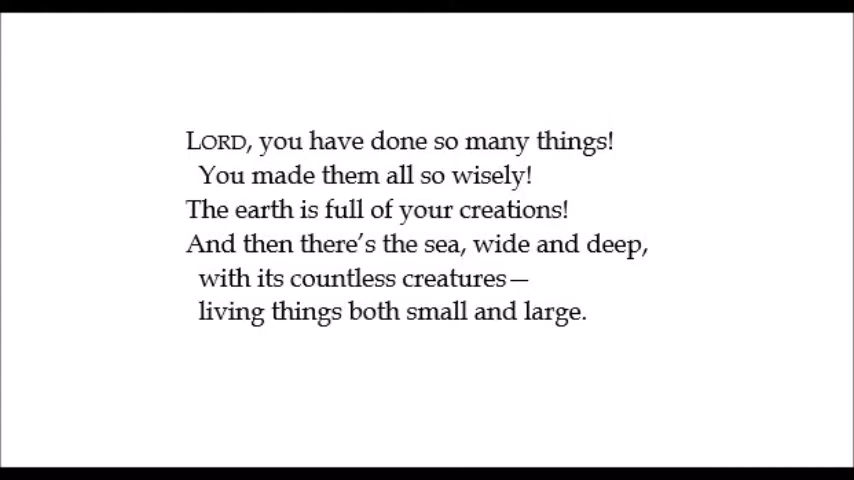 LORD, you have done so many things!
You made them all so wisely!
The earth is full of your creations!
And then there’s the sea, wide and deep,
with its countless creatures—
living things both small and large.